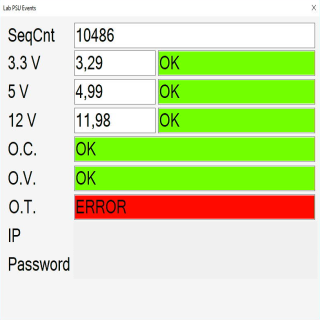 Lab PSU Events X
SeqCnt 10486
3.3 V 3,29 OK
5 V 4,99 OK
12 V 11,98 OK
O.C. OK
O.V. OK
O.T. ERROR
IP
Password